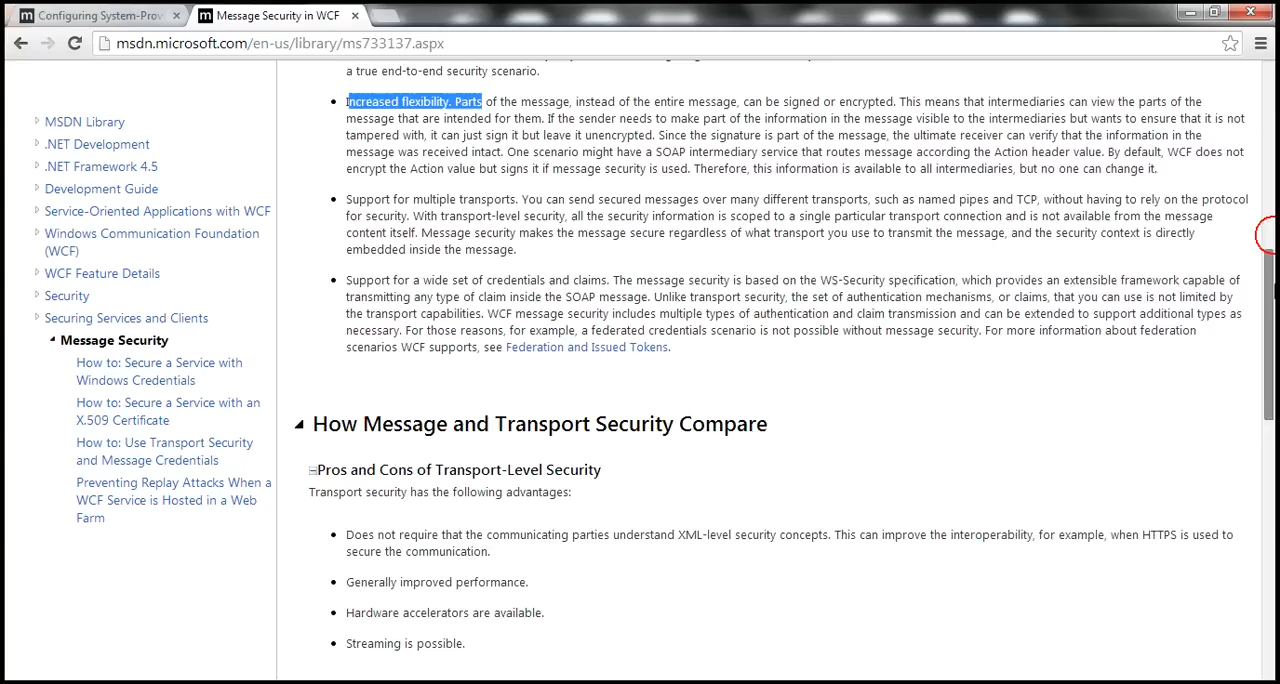 Configuring System-Prov
Message Security in WCF
msdn.microsoft.com/en-us/library/ms733137.aspx
a true end-to-end security scenario.
MSDN Library
.NET Development
.NET Framework 4.5
Development Guide
Service-Oriented Applications with WCF
Windows Communication Foundation
(WCF)
WCF Feature Details
Security
Securing Services and Clients
Message Security
How to: Secure a Service with
Windows Credentials
How to: Secure a Service with an
X.509 Certificate
How to: Use Transport Security
and Message Credentials
Preventing Replay Attacks When a
WCF Service is Hosted in a Web
Farm
Increased flexibility. Parts of the message, instead of the entire message, can be signed or encrypted. This means that intermediaries can view the parts of the
message that are intended for them. If the sender needs to make part of the information in the message visible to the intermediaries but wants to ensure that it is not
tampered with, it can just sign it but leave it unencrypted. Since the signature is part of the message, the ultimate receiver can verify that the information in the
message was received intact. One scenario might have a SOAP intermediary service that routes message according the Action header value. By default, WCF does not
encrypt the Action value but signs it if message security is used. Therefore, this information is available to all intermediaries, but no one can change it.
Support for multiple transports. You can send secured messages over many different transports, such as named pipes and TCP, without having to rely on the protocol
for security. With transport-level security, all the security information is scoped to a single particular transport connection and is not available from the message
content itself. Message security makes the message secure regardless of what transport you use to transmit the message, and the security context is directly
embedded inside the message.
Support for a wide set of credentials and claims. The message security is based on the WS-Security specification, which provides an extensible framework capable of
transmitting any type of claim inside the SOAP message. Unlike transport security, the set of authentication mechanisms, or claims, that you can use is not limited by
the transport capabilities. WCF message security includes multiple types of authentication and claim transmission and can be extended to support additional types as
necessary. For those reasons, for example, a federated credentials scenario is not possible without message security. For more information about federation
scenarios WCF supports, see Federation and Issued Tokens.
How Message and Transport Security Compare
Pros and Cons of Transport-Level Security
Transport security has the following advantages:
Does not require that the communicating parties understand XML-level security concepts. This can improve the interoperability, for example, when HTTPS is used to
secure the communication.
Generally improved performance.
Hardware accelerators are available.
Streaming is possible.